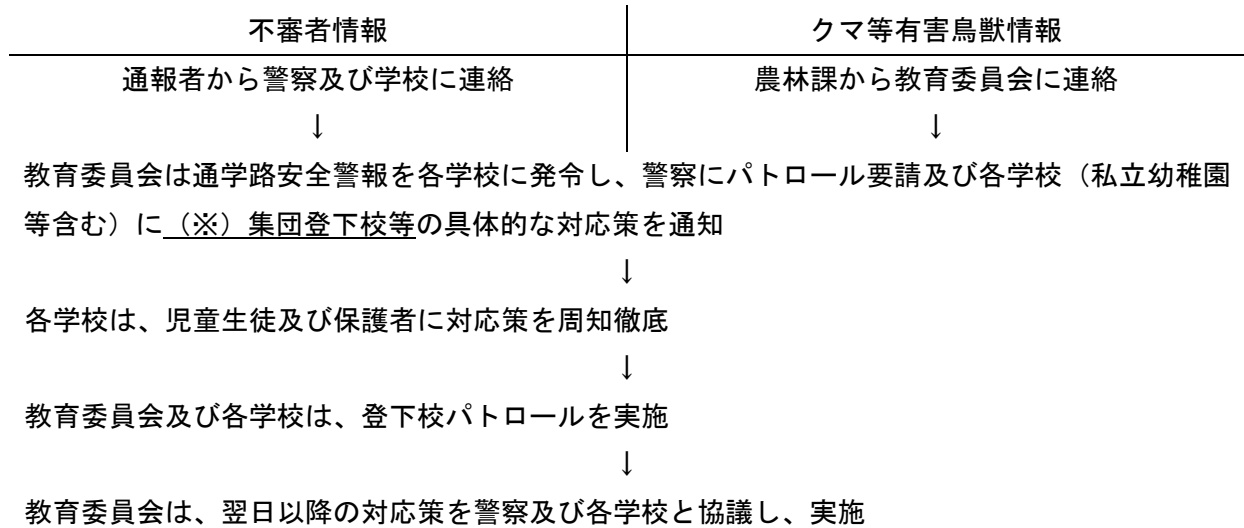 不審者情報 クマ等有害鳥獣情報
通報者から警察及び学校に連絡 農林課から教育委員会に連絡
↓ ↓
教育委員会は通学路安全警報を各学校に発令し、警察にパトロール要請及び各学校（私立幼稚園
等含む）に（※）集団登下校等の具体的な対応策を通知
↓
各学校は、児童生徒及び保護者に対応策を周知徹底
↓
教育委員会及び各学校は、登下校パトロールを実施
↓
教育委員会は、翌日以降の対応策を警察及び各学校と協議し、実施